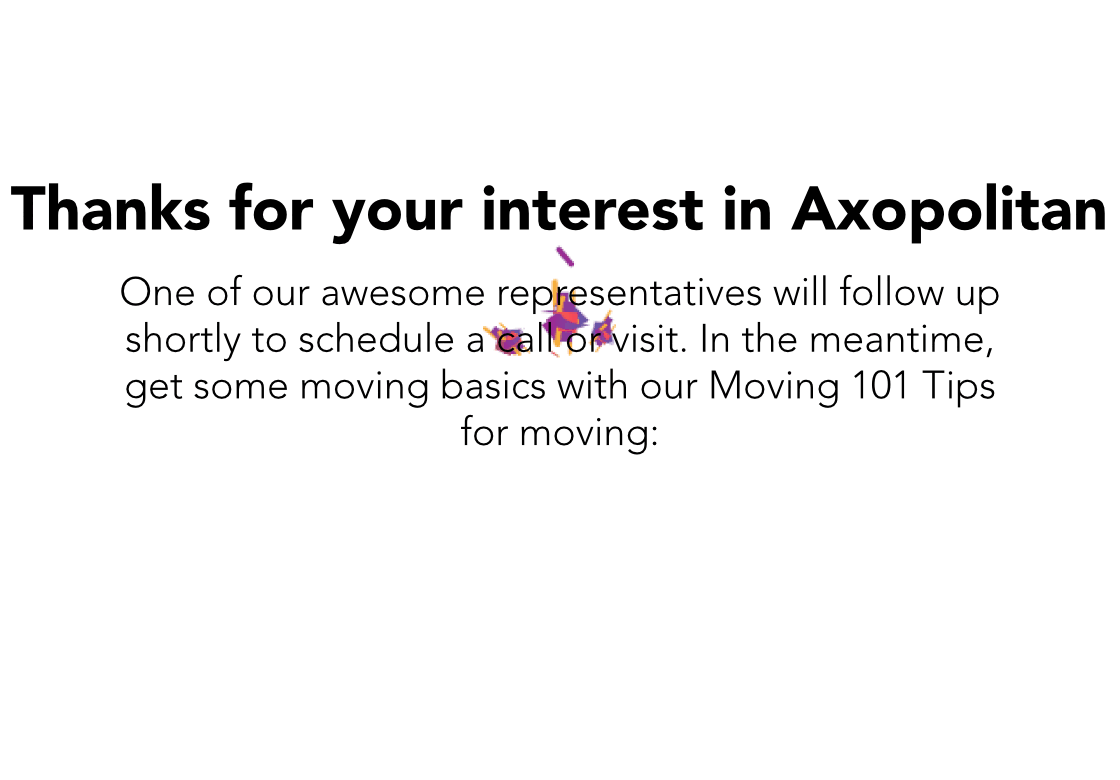 Thanks for your interest in Axopolitan
One of our awesome representatives will follow up
shortly to schedule a call or visit. In the meantime,
get some moving basics with our Moving 101 Tips
for moving: